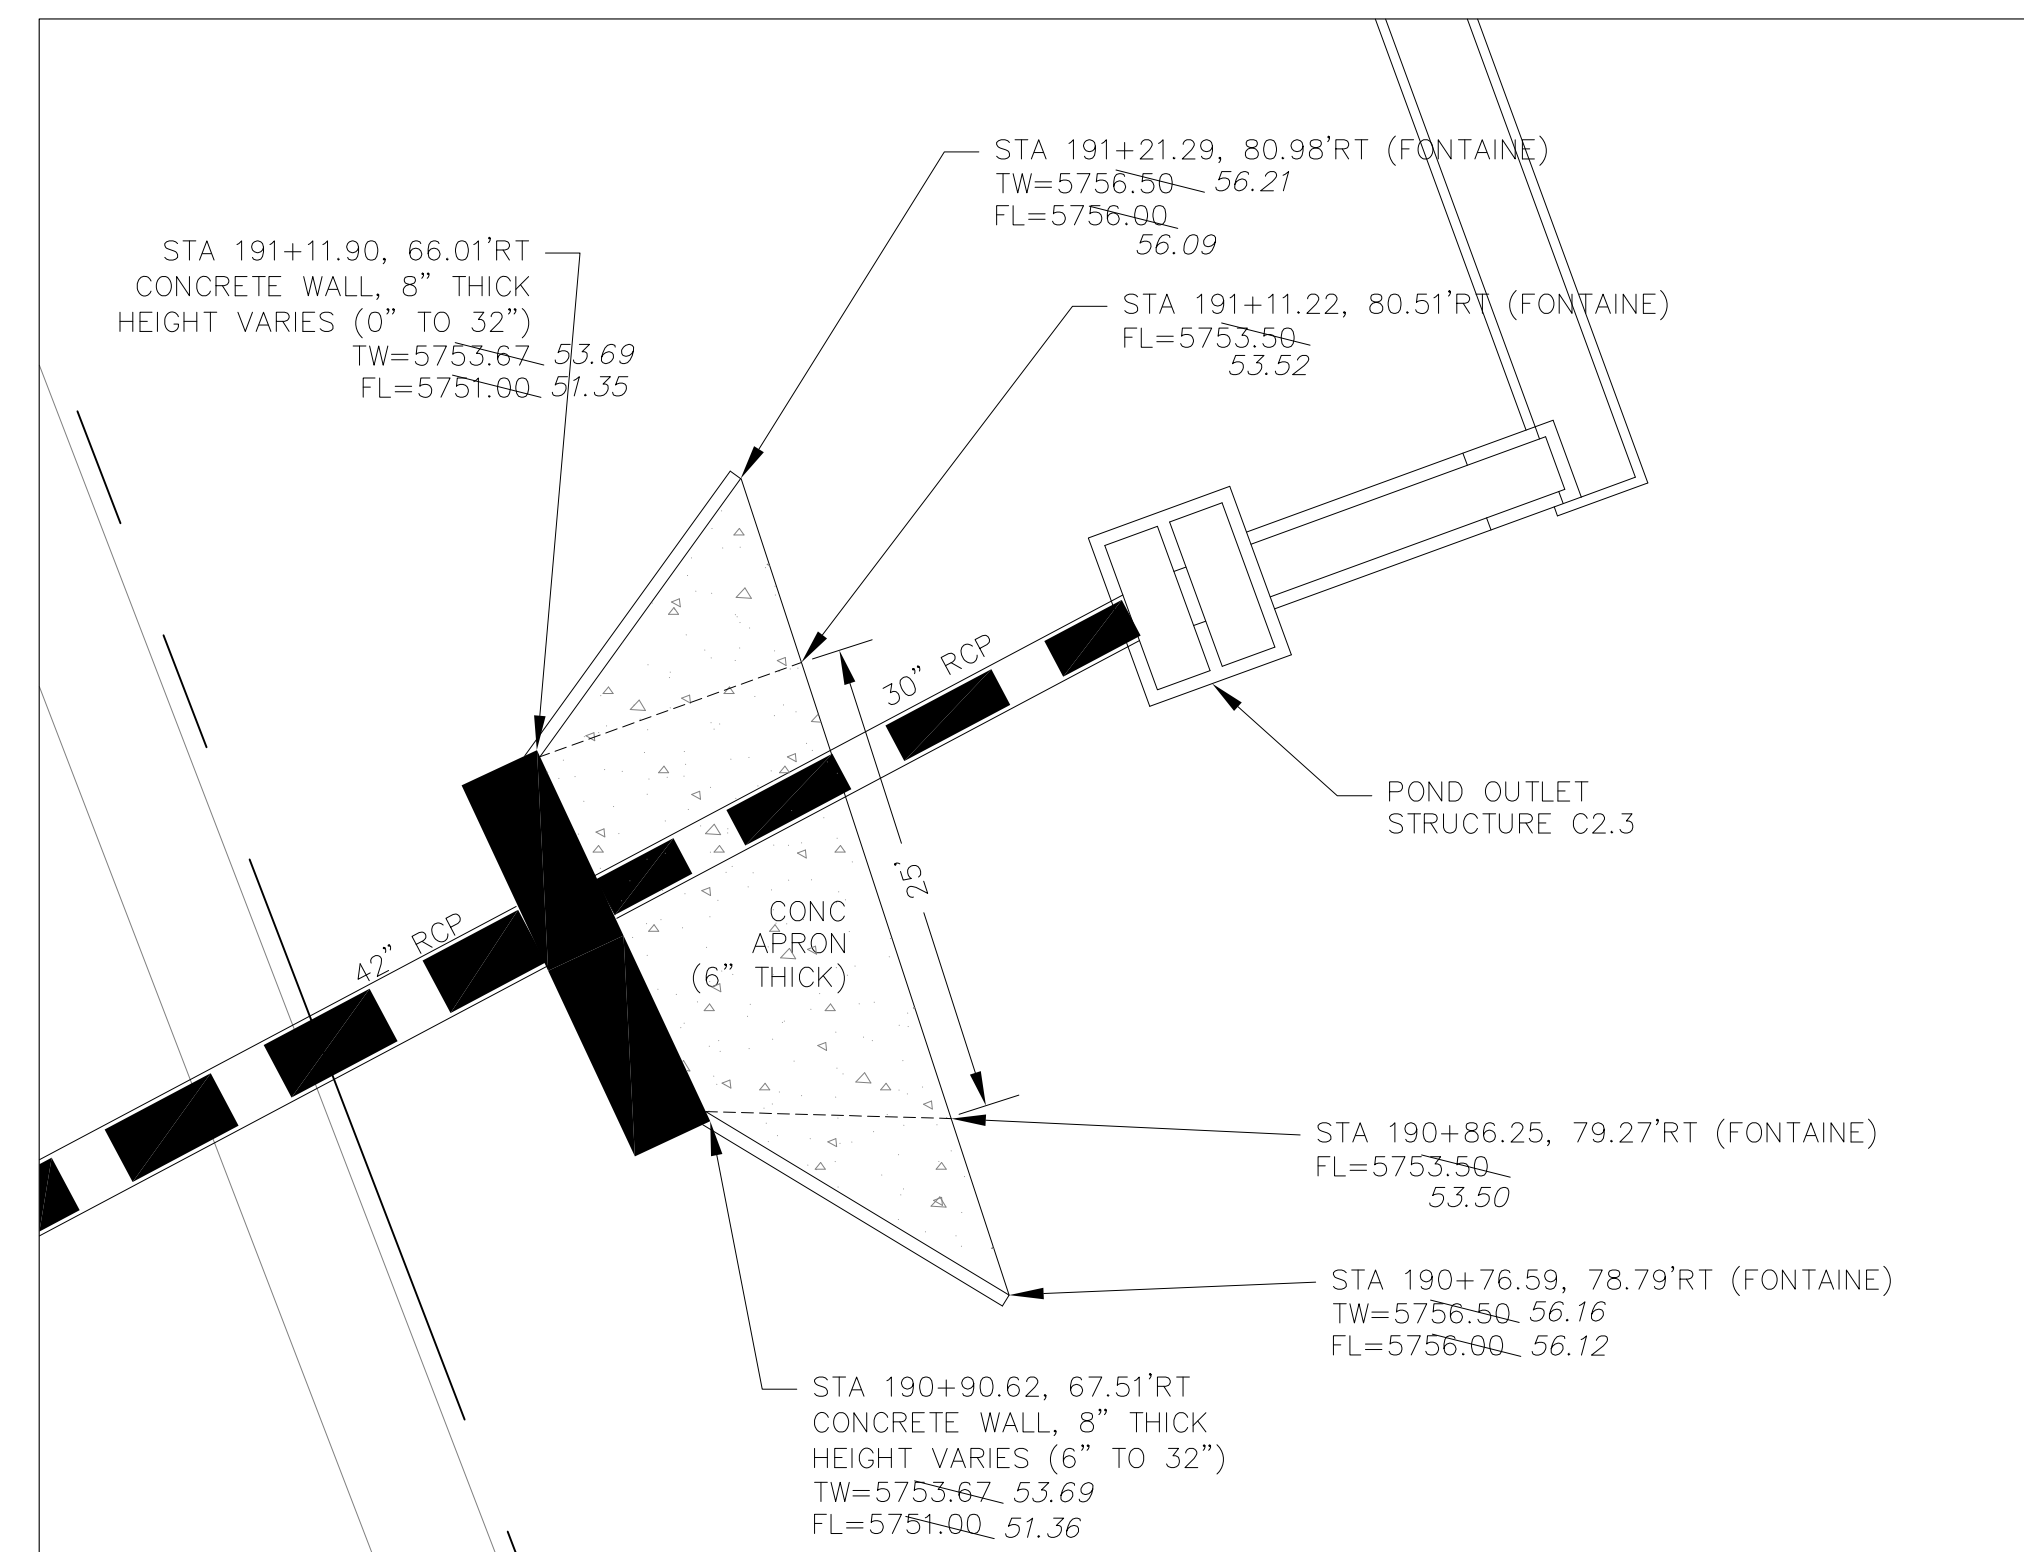 STA 191+21.29, 80.98'RT (FONTAINE)
TW=5756.50 56.21
FL=5756.00
56.09
STA 191+11.90, 66.01'RT
CONCRETE WALL, 8" THICK
HEIGHT VARIES (0" TO 32")
TW=5753.67 53.69
FL=5751.00 51.35
STA 191+11.22, 80.51'RT (FONTAINE)
FL=5753.50
53.52
30" RCP
POND OUTLET
STRUCTURE C2.3
25'
42" RCP
CONC
APRON
(6" THICK)
STA 190+86.25, 79.27'RT (FONTAINE)
FL=5753.50
53.50
STA 190+76.59, 78.79'RT (FONTAINE)
TW=5756.50 56.16
FL=5756.00 56.12
STA 190+90.62, 67.51'RT
CONCRETE WALL, 8" THICK
HEIGHT VARIES (6" TO 32")
TW=5753.67 53.69
FL=5751.00 51.36